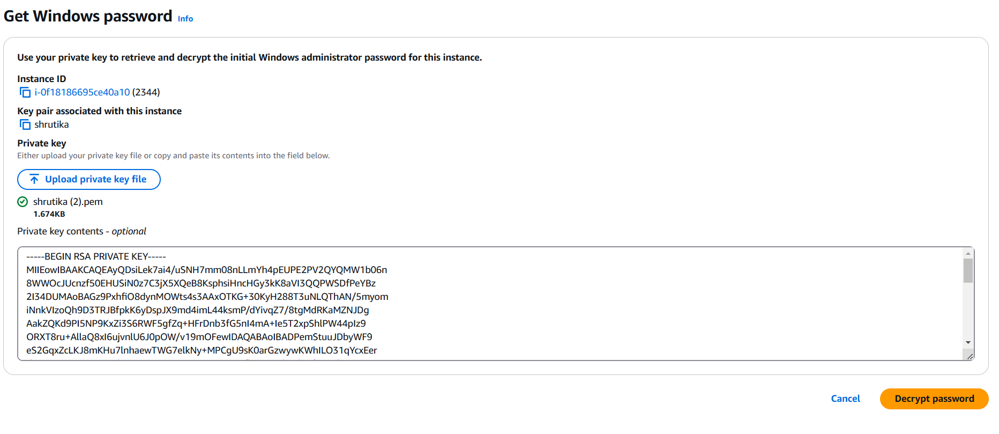 Get Windows password Info
Use your private key to retrieve and decrypt the initial Windows administrator password for this instance.
Instance ID
i-0f18186695ce40a10 (2344)
Key pair associated with this instance
shrutika
Private key
Either upload your private key file or copy and paste its contents into the field below.
Upload private key file
shrutika (2).pem
1.674KB
Private key contents - optional
-----BEGIN RSA PRIVATE KEY-----
MIIEowIBAAKCAQEAyQDsiLek7ai4/uSNH7mm08nLLmYh4pEUPE2PV2QYQMW1b06n
8WWOcJUcnzf50EHUSiN0z7C3jX5XQeB8KsphsiHncHGy3kK8aVI3QQPWSDfPeYBz
2I34DUMAoBAGz9PxhfiO8dynMOWts4s3AAxOTKG+30KyH288T3uNLQThAN/5myom
iNnkVIzoQh9D3TRJBfpkK6yDspJX9md4imL44ksmP/dYivqZ7/8tgMdRKaMZNJDg
AakZQKd9PI5NP9KxZi3S6RWF5gfZq+HFrDnb3fG5nI4mA+Ie5T2xpShlPW44pIz9
ORXT8ru+AllaQ8xI6ujvnlU6J0pOW/v19mOFewIDAQABAoIBADPemStuuJDbyWF9
eS2GqxZcLKJ8mKHu7lnhaewTWG7elkNy+MPCgU9sK0arGzwywKWhILO31qYcxEer
Cancel
Decrypt password